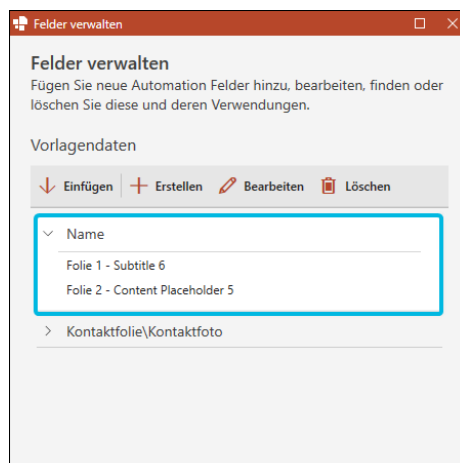 Felder verwalten
Felder verwalten
Fügen Sie neue Automation Felder hinzu, bearbeiten, finden oder
löschen Sie diese und deren Verwendungen.
Vorlagendaten
Einfügen Erstellen Bearbeiten Löschen
Name
Folie 1 - Subtitle 6
Folie 2 - Content Placeholder 5
Kontaktfolie\Kontaktfoto